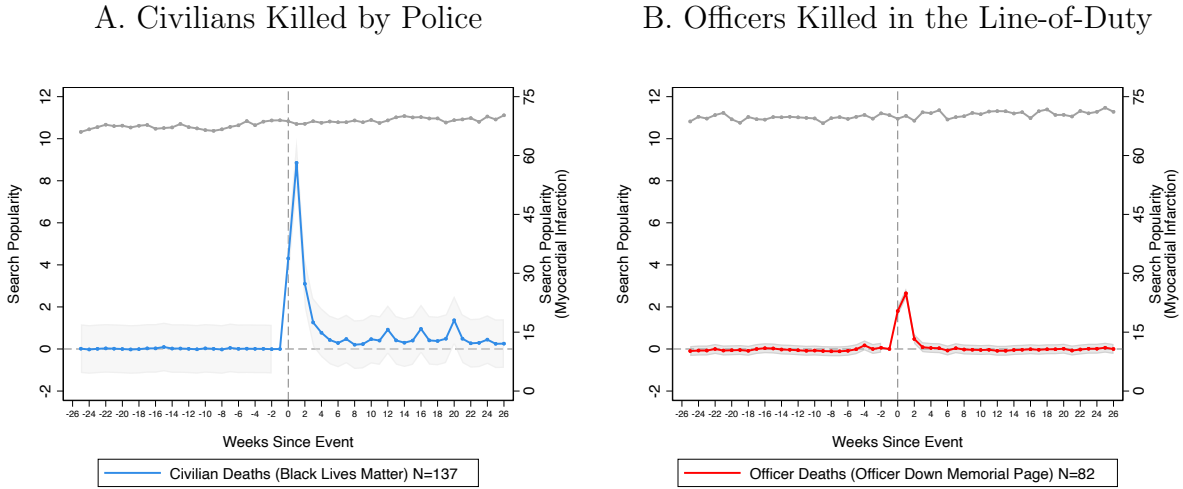 A. Civilians Killed by Police
12
10
8
6
4
2
0
-2
Search Popularity
75
60
45
30
15
0
Search Popularity
(Myocardial Infarction)
-26 -24 -22 -20 -18 -16 -14 -12 -10 -8 -6 -4 -2 0 2 4 6 8 10 12 14 16 18 20 22 24 26
Weeks Since Event
Civilian Deaths (Black Lives Matter) N=137
B. Officers Killed in the Line-of-Duty
12
10
8
6
4
2
0
-2
Search Popularity
75
60
45
30
15
0
Search Popularity
(Myocardial Infarction)
-26 -24 -22 -20 -18 -16 -14 -12 -10 -8 -6 -4 -2 0 2 4 6 8 10 12 14 16 18 20 22 24 26
Weeks Since Event
Officer Deaths (Officer Down Memorial Page) N=82